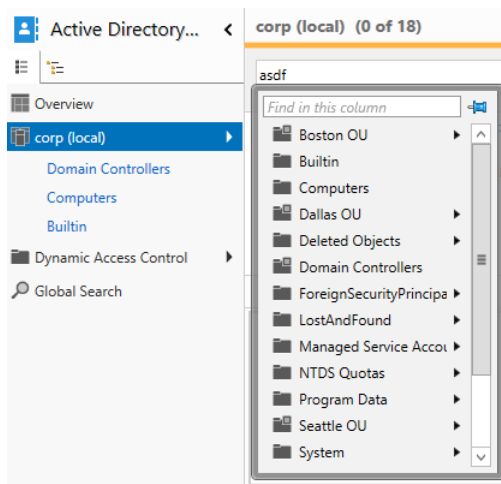 Active Directory...
Overview
corp (local)
Domain Controllers
Computers
Builtin
Dynamic Access Control
Global Search
corp (local) (0 of 18)
asdf
Find in this column
Boston OU
Builtin
Computers
Dallas OU
Deleted Objects
Domain Controllers
ForeignSecurityPrincipa
LostAndFound
Managed Service Accou
NTDS Quotas
Program Data
Seattle OU
System